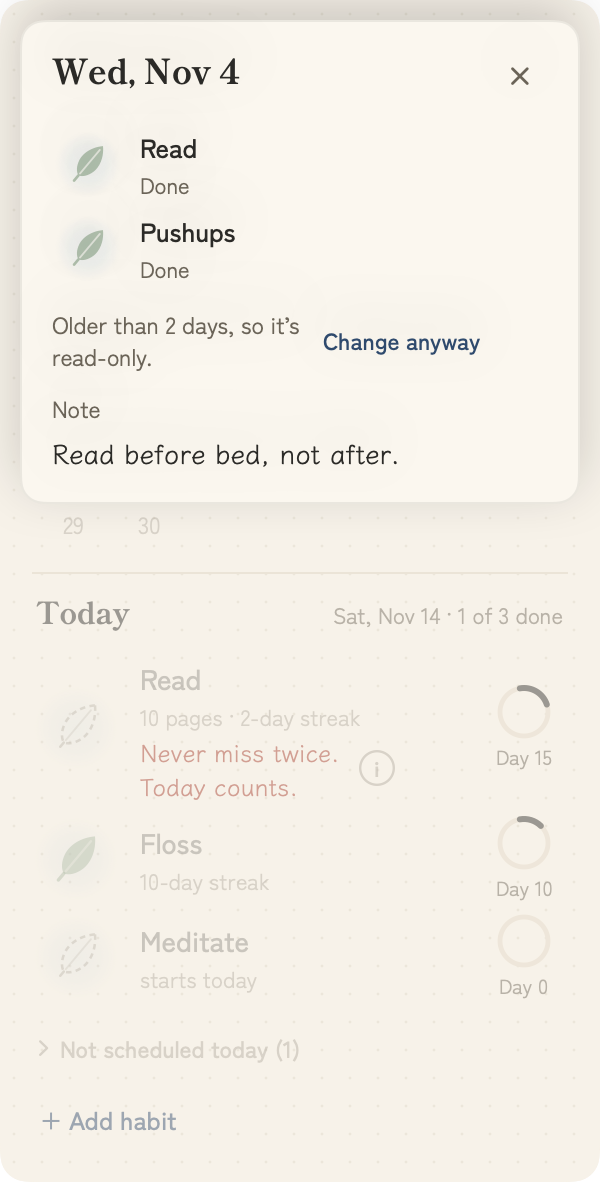 Wed, Nov 4
Read
Done
Pushups
Done
Older than 2 days, so it's
read-only.
Change anyway
Note
Read before bed, not after.
29 30
Today
Sat, Nov 14 · 1 of 3 done
Read
10 pages · 2-day streak
Never miss twice.
Today counts.
Day 15
Floss
10-day streak
Day 10
Meditate
starts today
Day 0
Not scheduled today (1)
+ Add habit